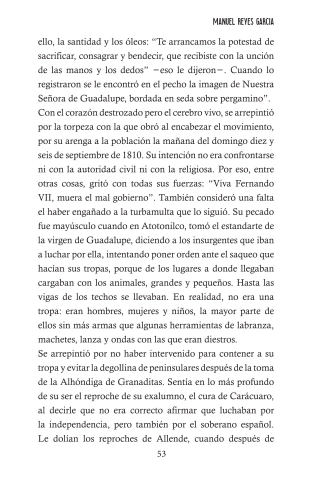 MANUEL REYES GARCIA
ello, la santidad y los óleos: “Te arrancamos la potestad de
sacrificar, consagrar y bendecir, que recibiste con la unción
de las manos y los dedos” −eso le dijeron−. Cuando lo
registraron se le encontró en el pecho la imagen de Nuestra
Señora de Guadalupe, bordada en seda sobre pergamino”.
Con el corazón destrozado pero el cerebro vivo, se arrepintió
por la torpeza con la que obró al encabezar el movimiento,
por su arenga a la población la mañana del domingo diez y
seis de septiembre de 1810. Su intención no era confrontarse
ni con la autoridad civil ni con la religiosa. Por eso, entre
otras cosas, gritó con todas sus fuerzas: “Viva Fernando
VII, muera el mal gobierno”. También consideró una falta
el haber engañado a la turbamulta que lo siguió. Su pecado
fue mayúsculo cuando en Atotonilco, tomó el estandarte de
la virgen de Guadalupe, diciendo a los insurgentes que iban
a luchar por ella, intentando poner orden ante el saqueo que
hacían sus tropas, porque de los lugares a donde llegaban
cargaban con los animales, grandes y pequeños. Hasta las
vigas de los techos se llevaban. En realidad, no era una
tropa: eran hombres, mujeres y niños, la mayor parte de
ellos sin más armas que algunas herramientas de labranza,
machetes, lanza y ondas con las que eran diestros.
Se arrepintió por no haber intervenido para contener a su
tropa y evitar la degollina de peninsulares después de la toma
de la Alhóndiga de Granaditas. Sentía en lo más profundo
de su ser el reproche de su exalumno, el cura de Carácuaro,
al decirle que no era correcto afirmar que luchaban por
la independencia, pero también por el soberano español.
Le dolían los reproches de Allende, cuando después de
53